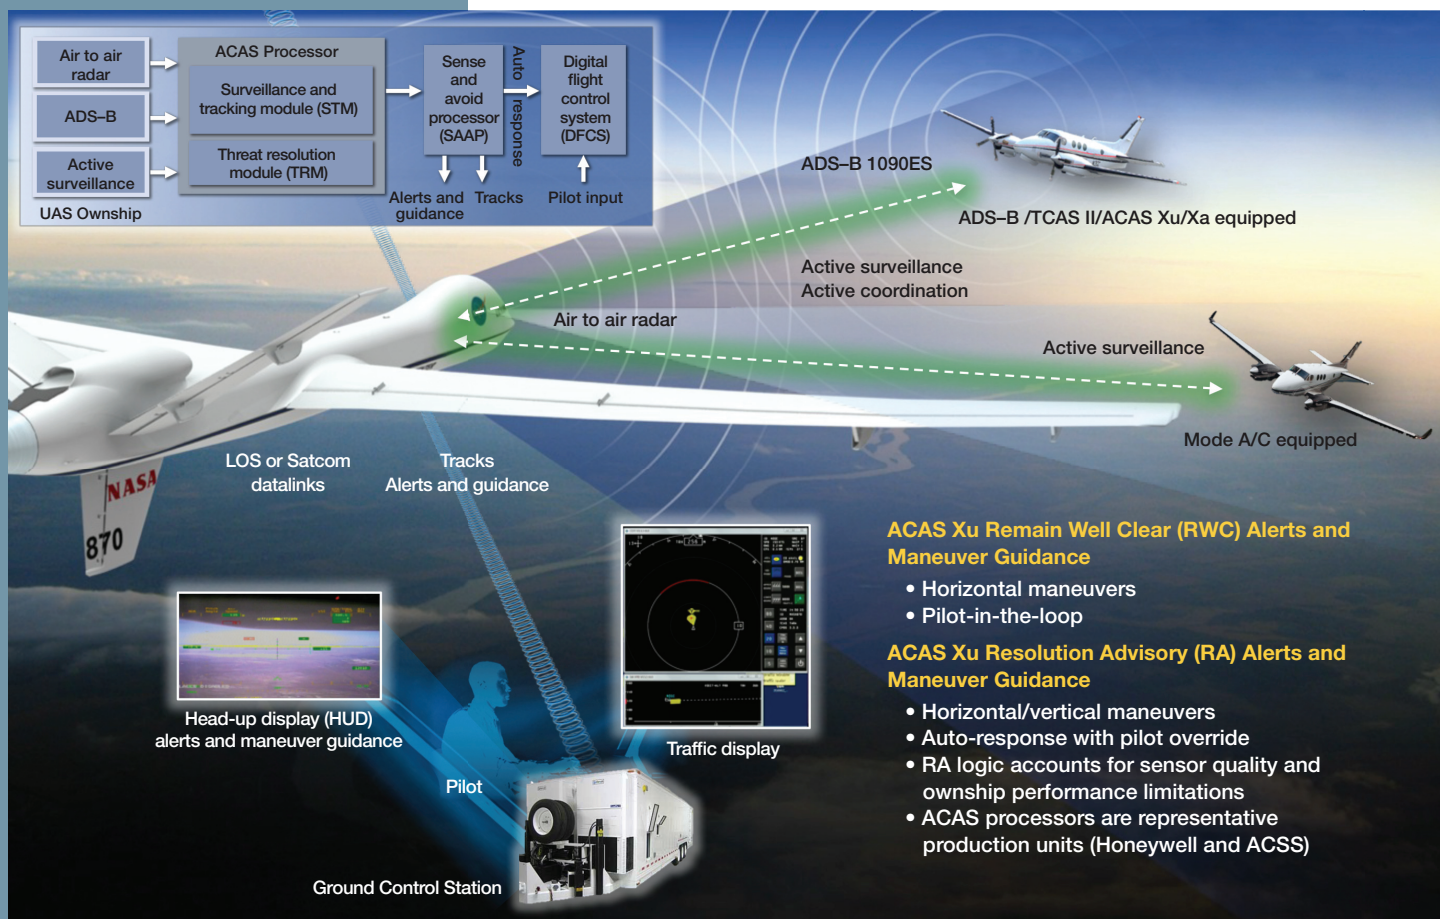 Air to air
radar
ADS–B
Active
surveillance
UAS Ownship
ACAS Processor
Surveillance and
tracking module (STM)
Threat resolution
module (TRM)
Sense
and
avoid
processor
(SAAP)
Auto response
Digital
flight
control
system
(DFCS)
Alerts and
guidance
Tracks
Pilot input
ADS–B 1090ES
ADS–B /TCAS II/ACAS Xu/Xa equipped
Active surveillance
Active coordination
Air to air radar
Active surveillance
Mode A/C equipped
LOS or Satcom
datalinks
Tracks
Alerts and guidance
NASA
870
Head-up display (HUD)
alerts and maneuver guidance
Traffic display
Pilot
Ground Control Station
ACAS Xu Remain Well Clear (RWC) Alerts and
Maneuver Guidance
• Horizontal maneuvers
• Pilot-in-the-loop
ACAS Xu Resolution Advisory (RA) Alerts and
Maneuver Guidance
• Horizontal/vertical maneuvers
• Auto-response with pilot override
• RA logic accounts for sensor quality and
ownship performance limitations
• ACAS processors are representative
production units (Honeywell and ACSS)